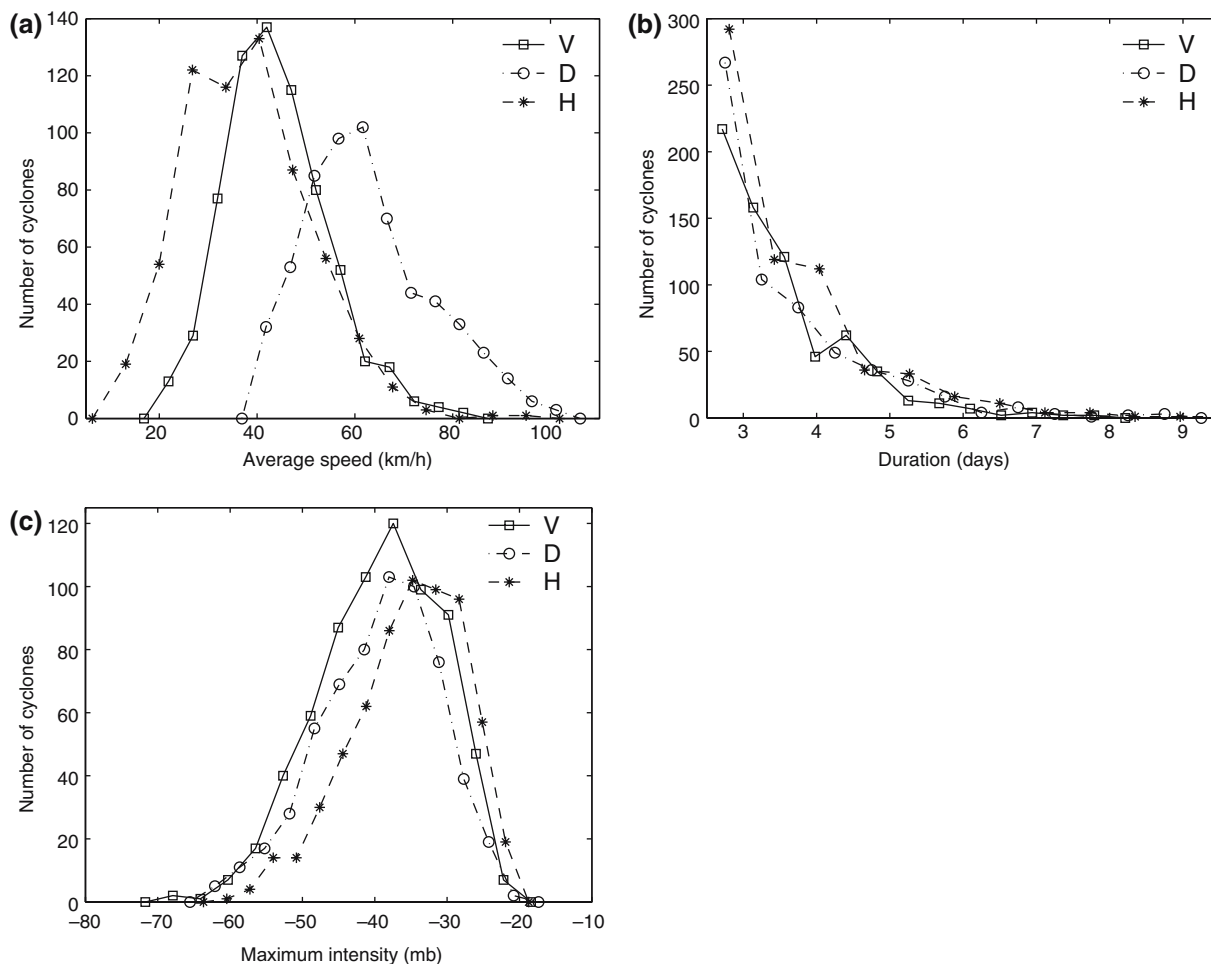 (a)
140
120
100
80
60
40
20
0
Number of cyclones
V
D
H
20 40 60 80 100
Average speed (km/h)
(b)
300
250
200
150
100
50
0
Number of cyclones
V
D
H
3 4 5 6 7 8 9
Duration (days)
(c)
120
100
80
60
40
20
0
Number of cyclones
V
D
H
−80 −70 −60 −50 −40 −30 −20 −10
Maximum intensity (mb)